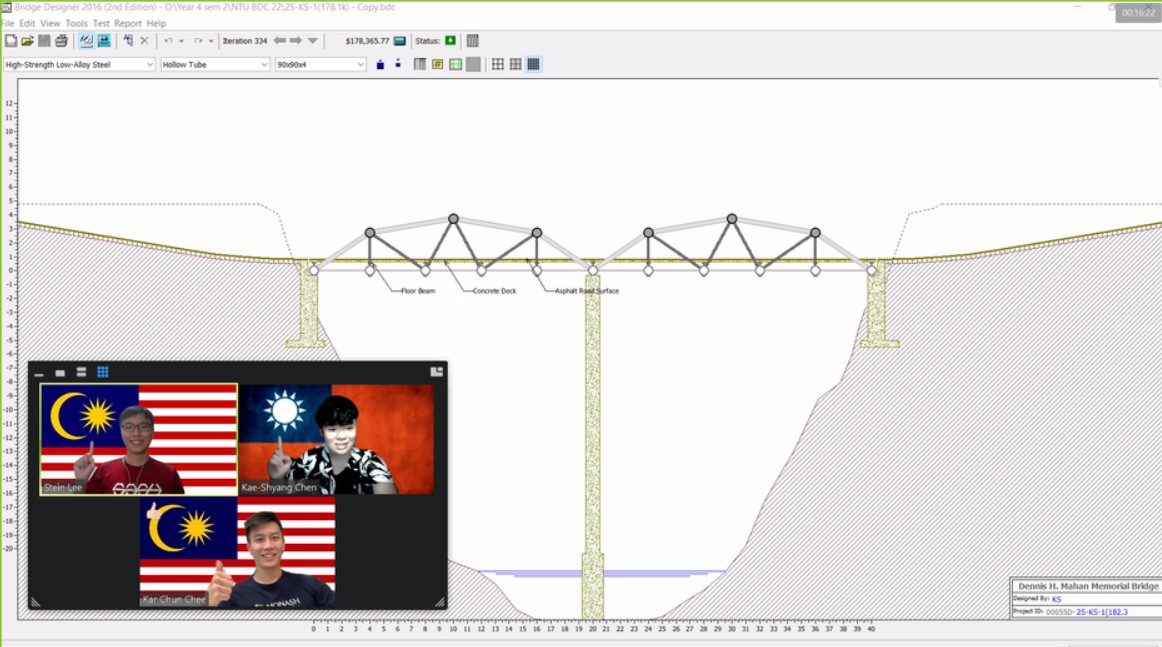 Bridge Designer 2016 (2nd Edition) - D:\Year 4 sem 2\NTU BDC 22\2S-KS-1(178.1k) - Copy.bdc
00:16:22
File Edit View Tools Test Report Help
Iteration 334 $178,365.77 Status:
High-Strength Low-Alloy Steel Hollow Tube 90x90x4
12
11
10
9
8
7
6
5
4
3
2
1
0
-1
-2
-3
-4
-5
-6
-7
-8
-9
-10
-11
-12
-13
-14
-15
-16
-17
-18
-19
-20
Floor Beam Concrete Deck Asphalt Road Surface
Stein Lee
Kae-Shyang Chen
Kar Chun Chee
MONASH
Dennis H. Mahan Memorial Bridge
Designed By: KS
Project ID: 00055D- 2S-KS-1(182.3
0 1 2 3 4 5 6 7 8 9 10 11 12 13 14 15 16 17 18 19 20 21 22 23 24 25 26 27 28 29 30 31 32 33 34 35 36 37 38 39 40